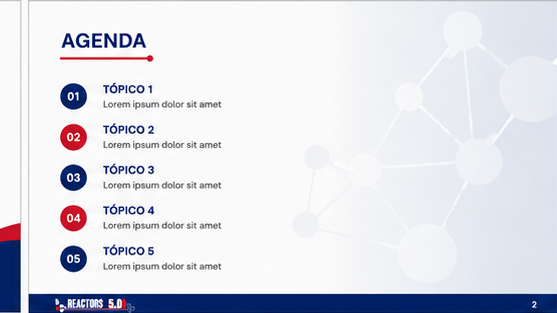 AGENDA
01
TÓPICO 1
Lorem ipsum dolor sit amet
02
TÓPICO 2
Lorem ipsum dolor sit amet
03
TÓPICO 3
Lorem ipsum dolor sit amet
04
TÓPICO 4
Lorem ipsum dolor sit amet
05
TÓPICO 5
Lorem ipsum dolor sit amet
REACTORS 5.0
2